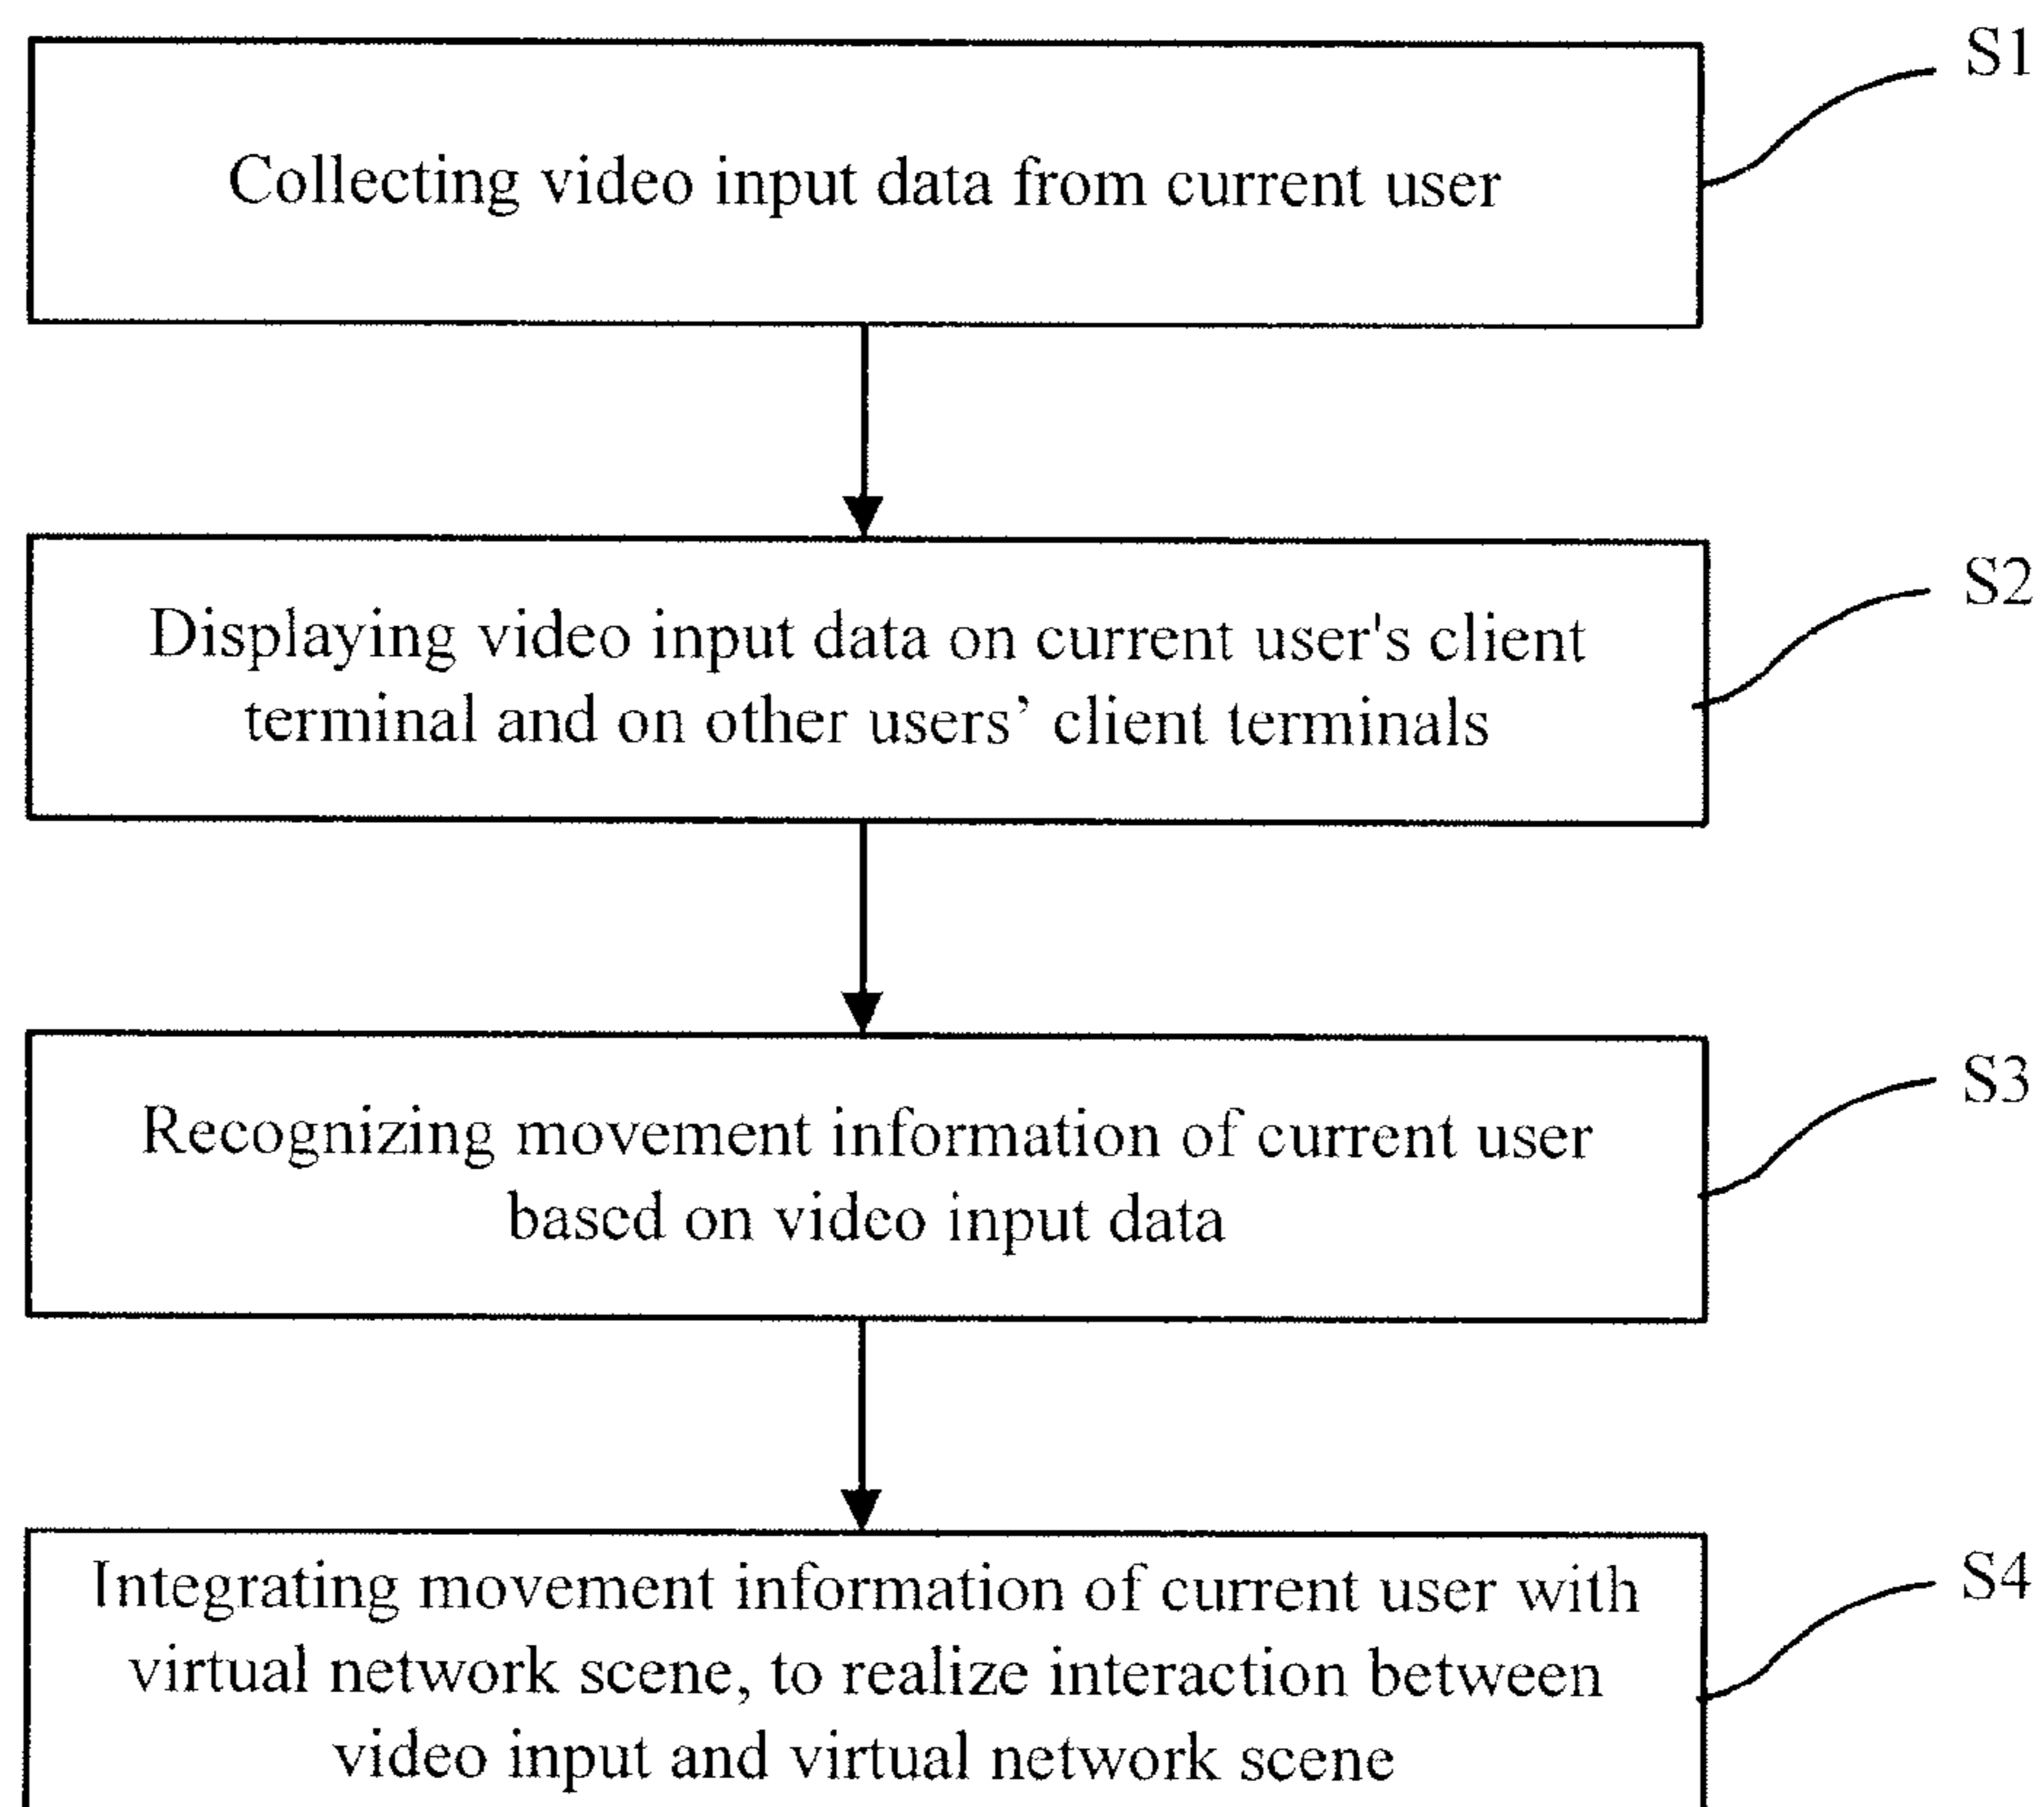 S1
Collecting video input data from current user
S2
Displaying video input data on current user's client
terminal and on other users’ client terminals
S3
Recognizing movement information of current user
based on video input data
S4
Integrating movement information of current user with
virtual network scene, to realize interaction between
video input and virtual network scene